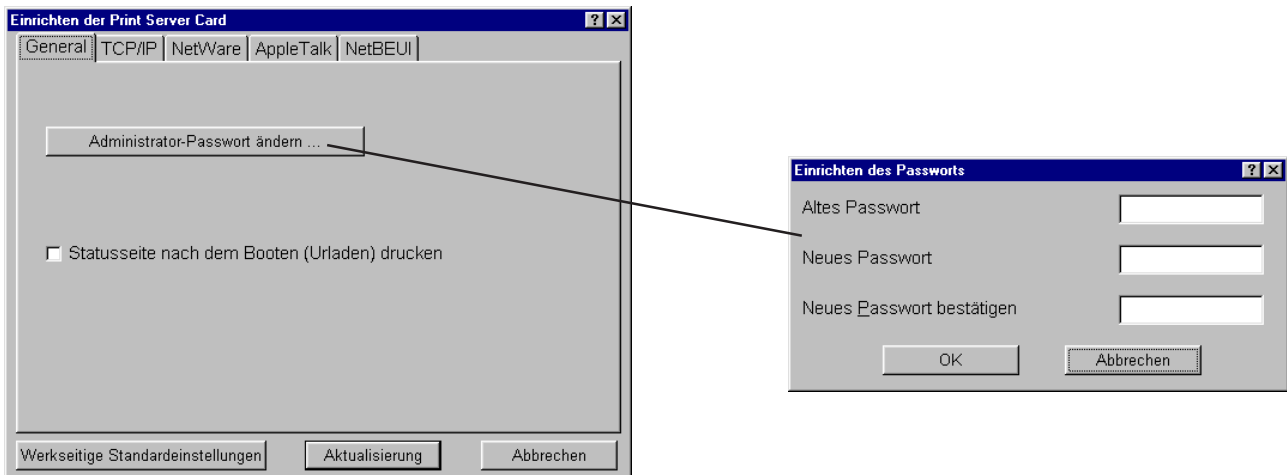 Einrichten der Print Server Card
General TCP/IP NetWare AppleTalk NetBEUI
Administrator-Passwort ändern ...
Statusseite nach dem Booten (Urladen) drucken
Werkseitige Standardeinstellungen Aktualisierung Abbrechen
Einrichten des Passworts
Altes Passwort
Neues Passwort
Neues Passwort bestätigen
OK Abbrechen